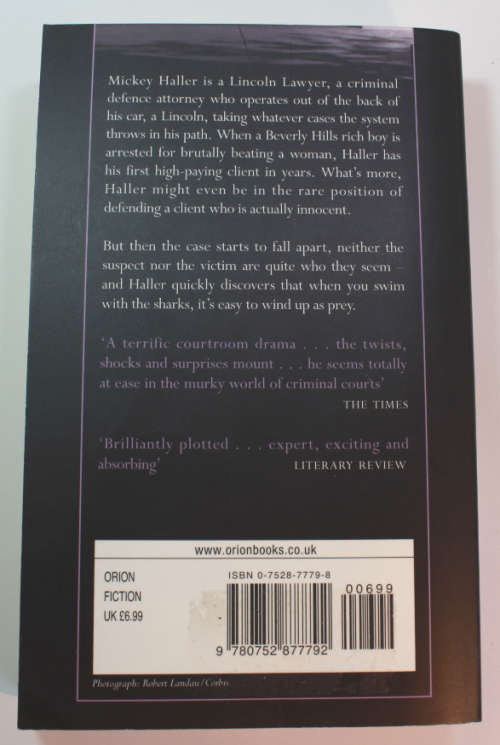 Mickey Haller is a Lincoln Lawyer, a criminal
defence attorney who operates out of the back of
his car, a Lincoln, taking whatever cases the system
throws in his path. When a Beverly Hills rich boy is
arrested for brutally beating a woman, Haller has
his first high-paying client in years. What's more,
Haller might even be in the rare position of
defending a client who is actually innocent.
But then the case starts to fall apart, neither the
suspect nor the victim are quite who they seem –
and Haller quickly discovers that when you swim
with the sharks, it's easy to wind up as prey.
'A terrific courtroom drama . . . the twists,
shocks and surprises mount . . . he seems totally
at ease in the murky world of criminal courts'
THE TIMES
'Brilliantly plotted . . . expert, exciting and
absorbing' LITERARY REVIEW
www.orionbooks.co.uk
ORION
FICTION
UK £6.99
ISBN 0-7528-7779-8
00699
9 780752 877792
Photograph: Robert Landau/Corbis